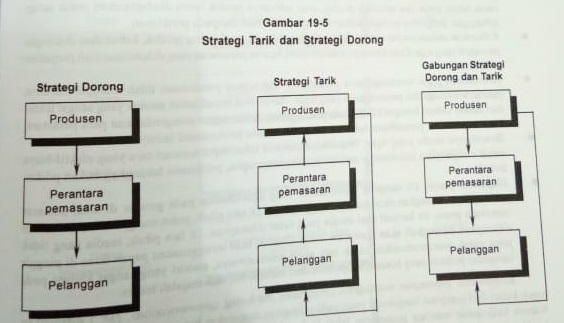 Gambar 19-5
Strategi Tarik dan Strategi Dorong
Strategi Dorong
Produsen
Perantara
pemasaran
Pelanggan
Strategi Tarik
Produsen
Perantara
pemasaran
Pelanggan
Gabungan Strategi
Dorong dan Tarik
Produsen
Perantara
pemasaran
Pelanggan